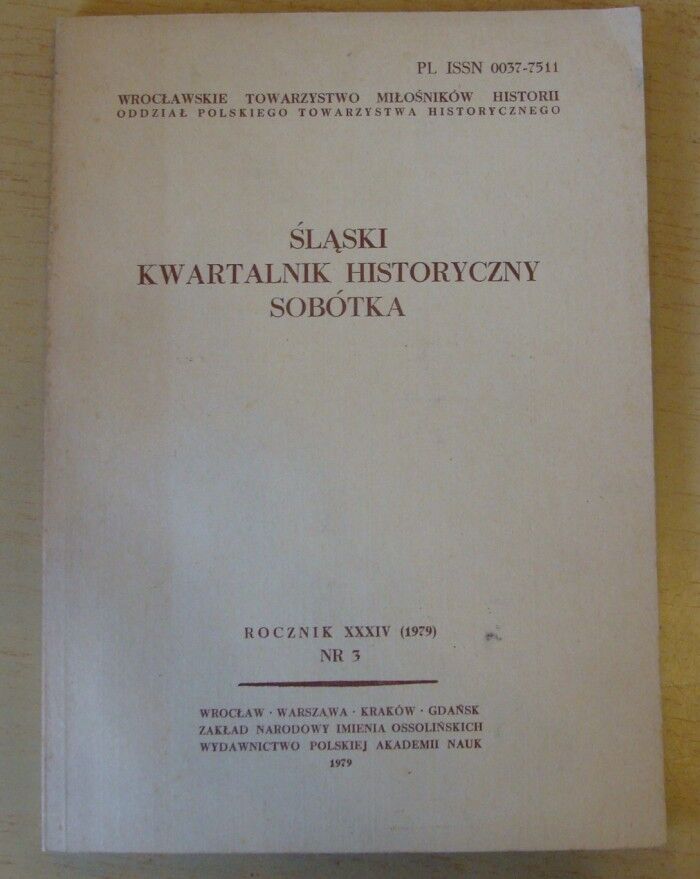 PL ISSN 0037-7511
WROCŁAWSKIE TOWARZYSTWO MIŁOŚNIKÓW HISTORII
ODDZIAŁ POLSKIEGO TOWARZYSTWA HISTORYCZNEGO
ŚLĄSKI
KWARTALNIK HISTORYCZNY
SOBÓTKA
ROCZNIK XXXIV (1979)
NR 3
WROCŁAW · WARSZAWA · KRAKÓW · GDAŃSK
ZAKŁAD NARODOWY IMIENIA OSSOLIŃSKICH
WYDAWNICTWO POLSKIEJ AKADEMII NAUK
1979